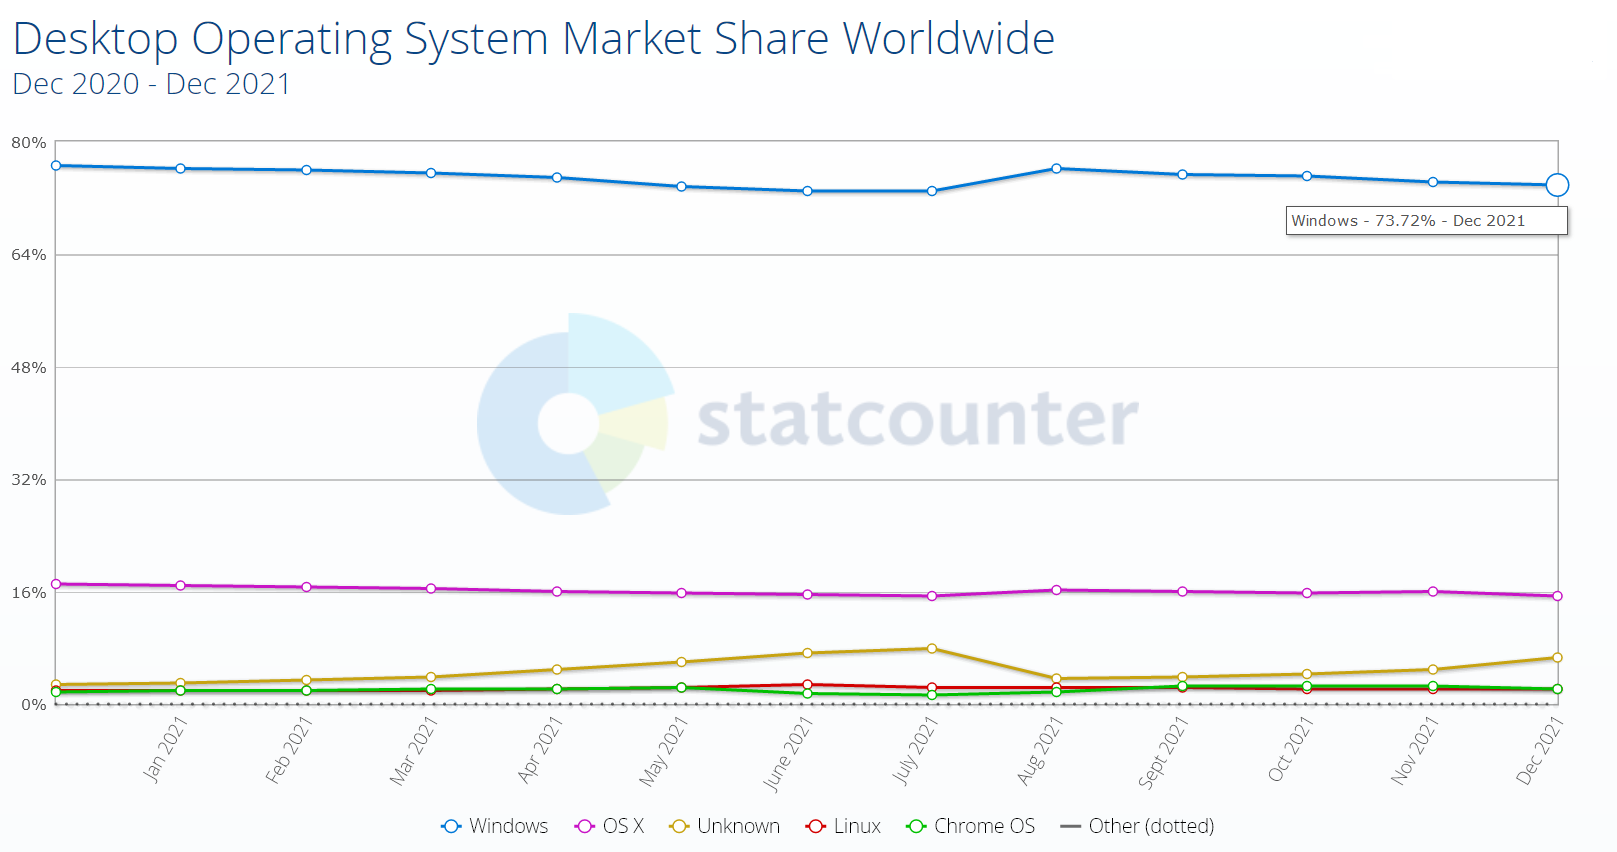 Desktop Operating System Market Share Worldwide
Dec 2020 - Dec 2021
80%
Windows - 73.72% - Dec 2021
64%
statcounter
48%
32%
16%
0%
Jan 2021
Feb 2021
Mar 2021
Apr 2021
May 2021
June 2021
July 2021
Aug 2021
Sept 2021
Oct 2021
Nov 2021
Dec 2021
Windows OS X Unknown Linux Chrome OS Other (dotted)